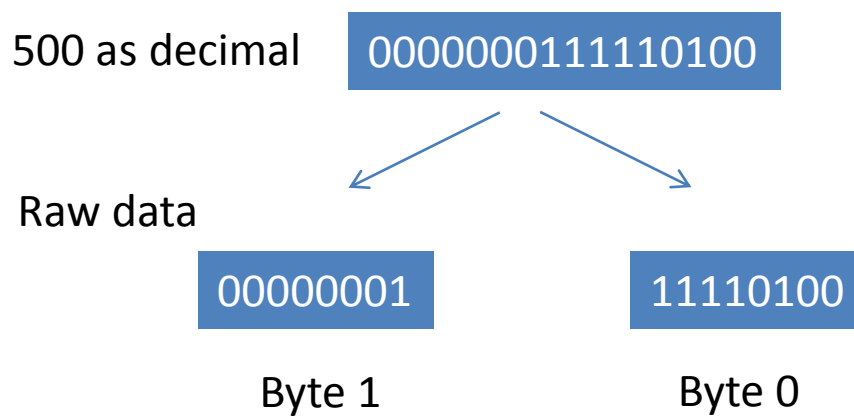 500 as decimal 0000000111110100
Raw data
00000001 11110100
Byte 1 Byte 0